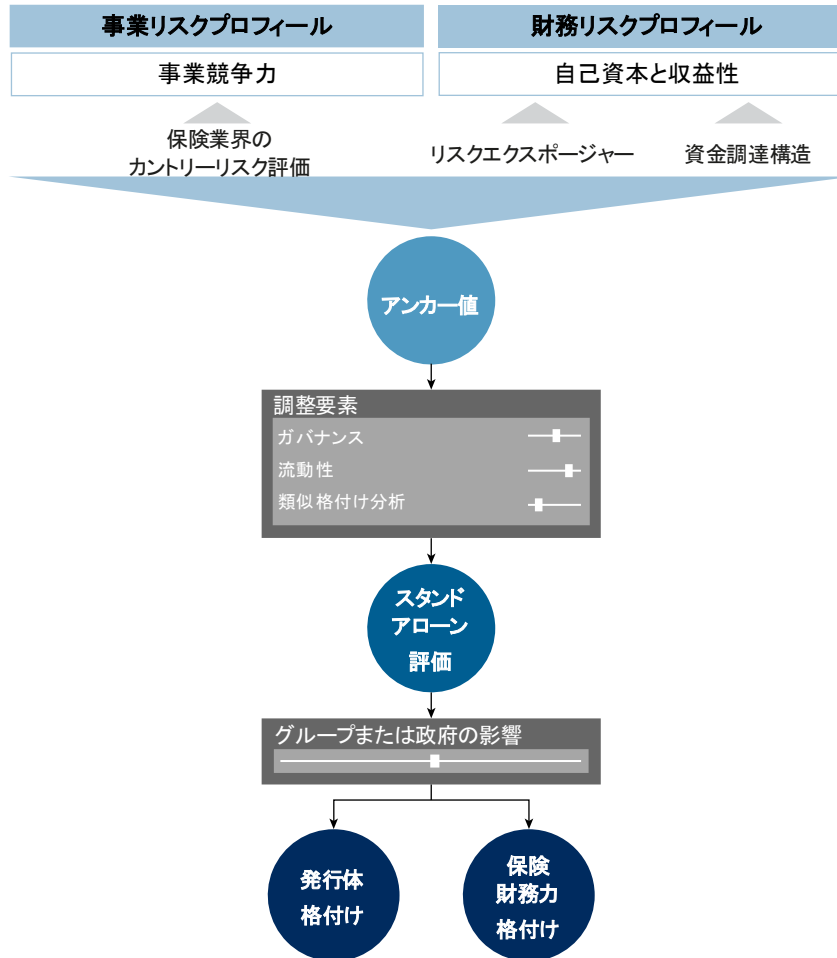 事業リスクプロフィール
財務リスクプロフィール
事業競争力
自己資本と収益性
保険業界の
カントリーリスク評価
リスクエクスポージャー
資金調達構造
アンカー値
調整要素
ガバナンス
流動性
類似格付け分析
スタンド
アローン
評価
グループまたは政府の影響
発行体
格付け
保険
財務力
格付け